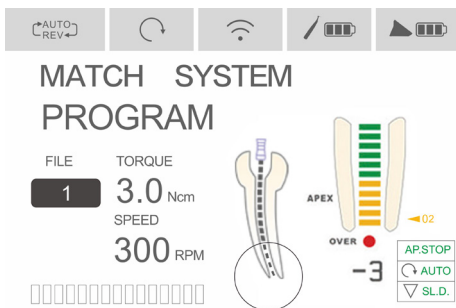 AUTO
REV
MATCH SYSTEM
PROGRAM
FILE
TORQUE
1
3.0 Ncm
SPEED
300 RPM
APEX
02
OVER
-3
AP.STOP
AUTO
SL.D.